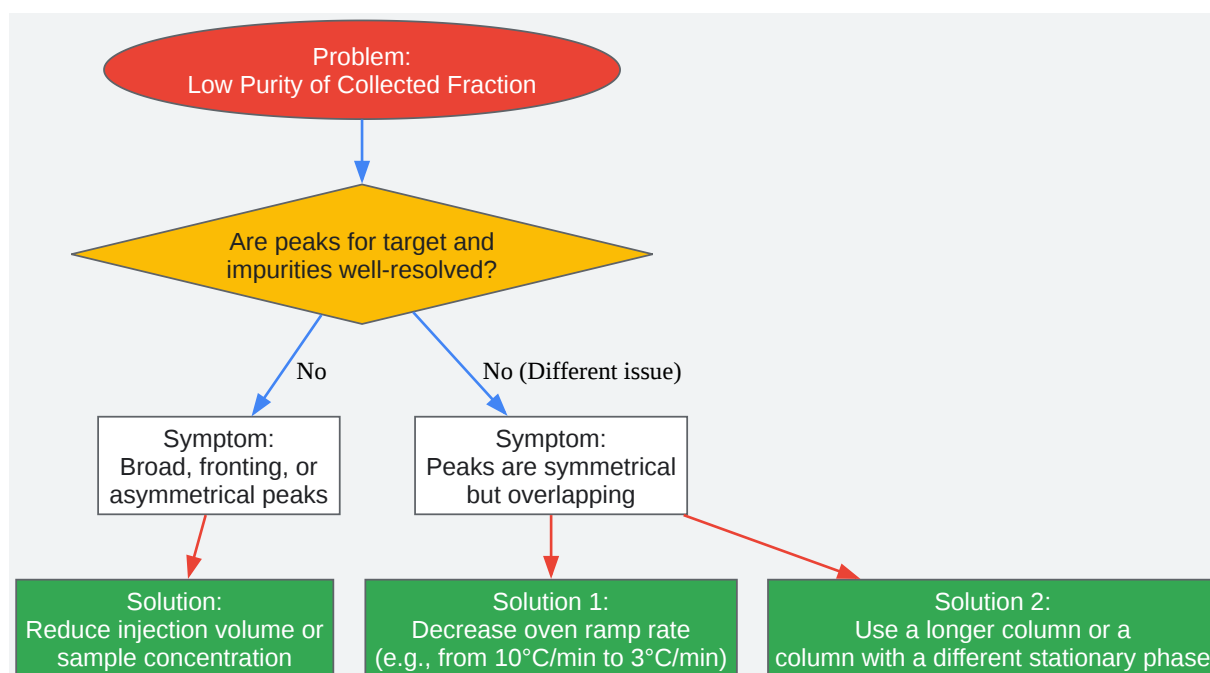 Problem:
Low Purity of Collected Fraction
Are peaks for target and
impurities well-resolved?
No
No (Different issue)
Symptom:
Broad, fronting, or
asymmetrical peaks
Symptom:
Peaks are symmetrical
but overlapping
Solution:
Reduce injection volume or
sample concentration
Solution 1:
Decrease oven ramp rate
(e.g., from 10°C/min to 3°C/min)
Solution 2:
Use a longer column or a
column with a different stationary phase